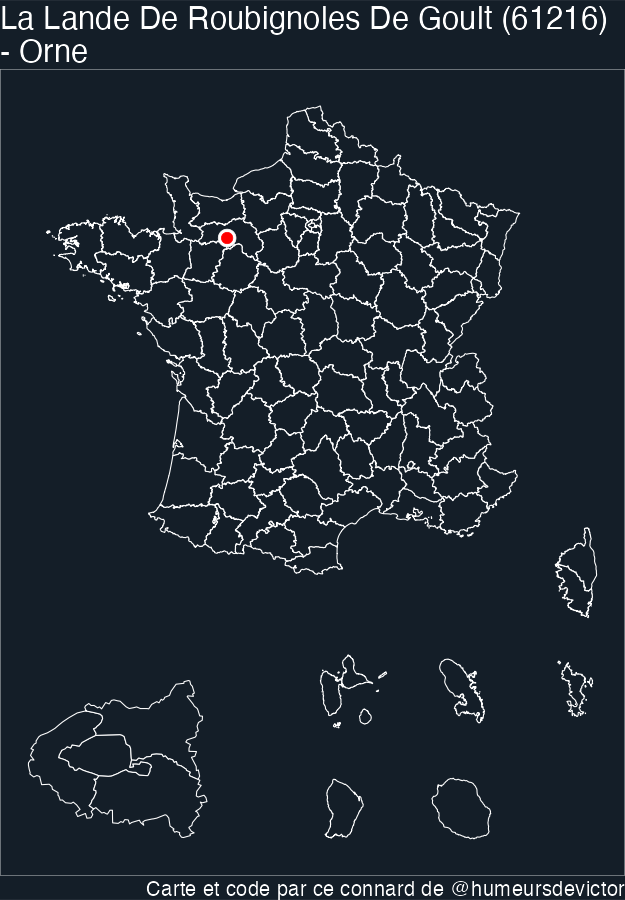 La Lande De Roubignoles De Goult (61216)
- Orne
Carte et code par ce connard de @humeursdevictor